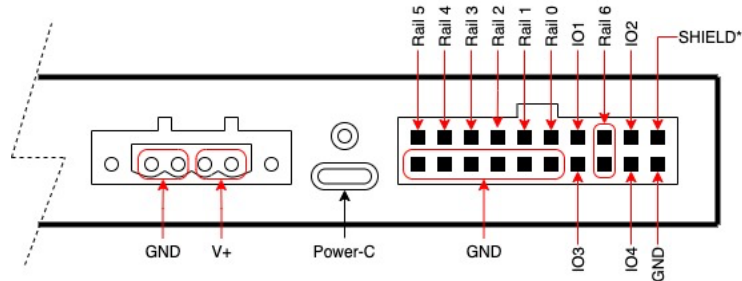 Rail 5
Rail 4
Rail 3
Rail 2
Rail 1
Rail 0
IO1
Rail 6
IO2
SHIELD*
GND
V+
Power-C
GND
IO3
IO4
GND